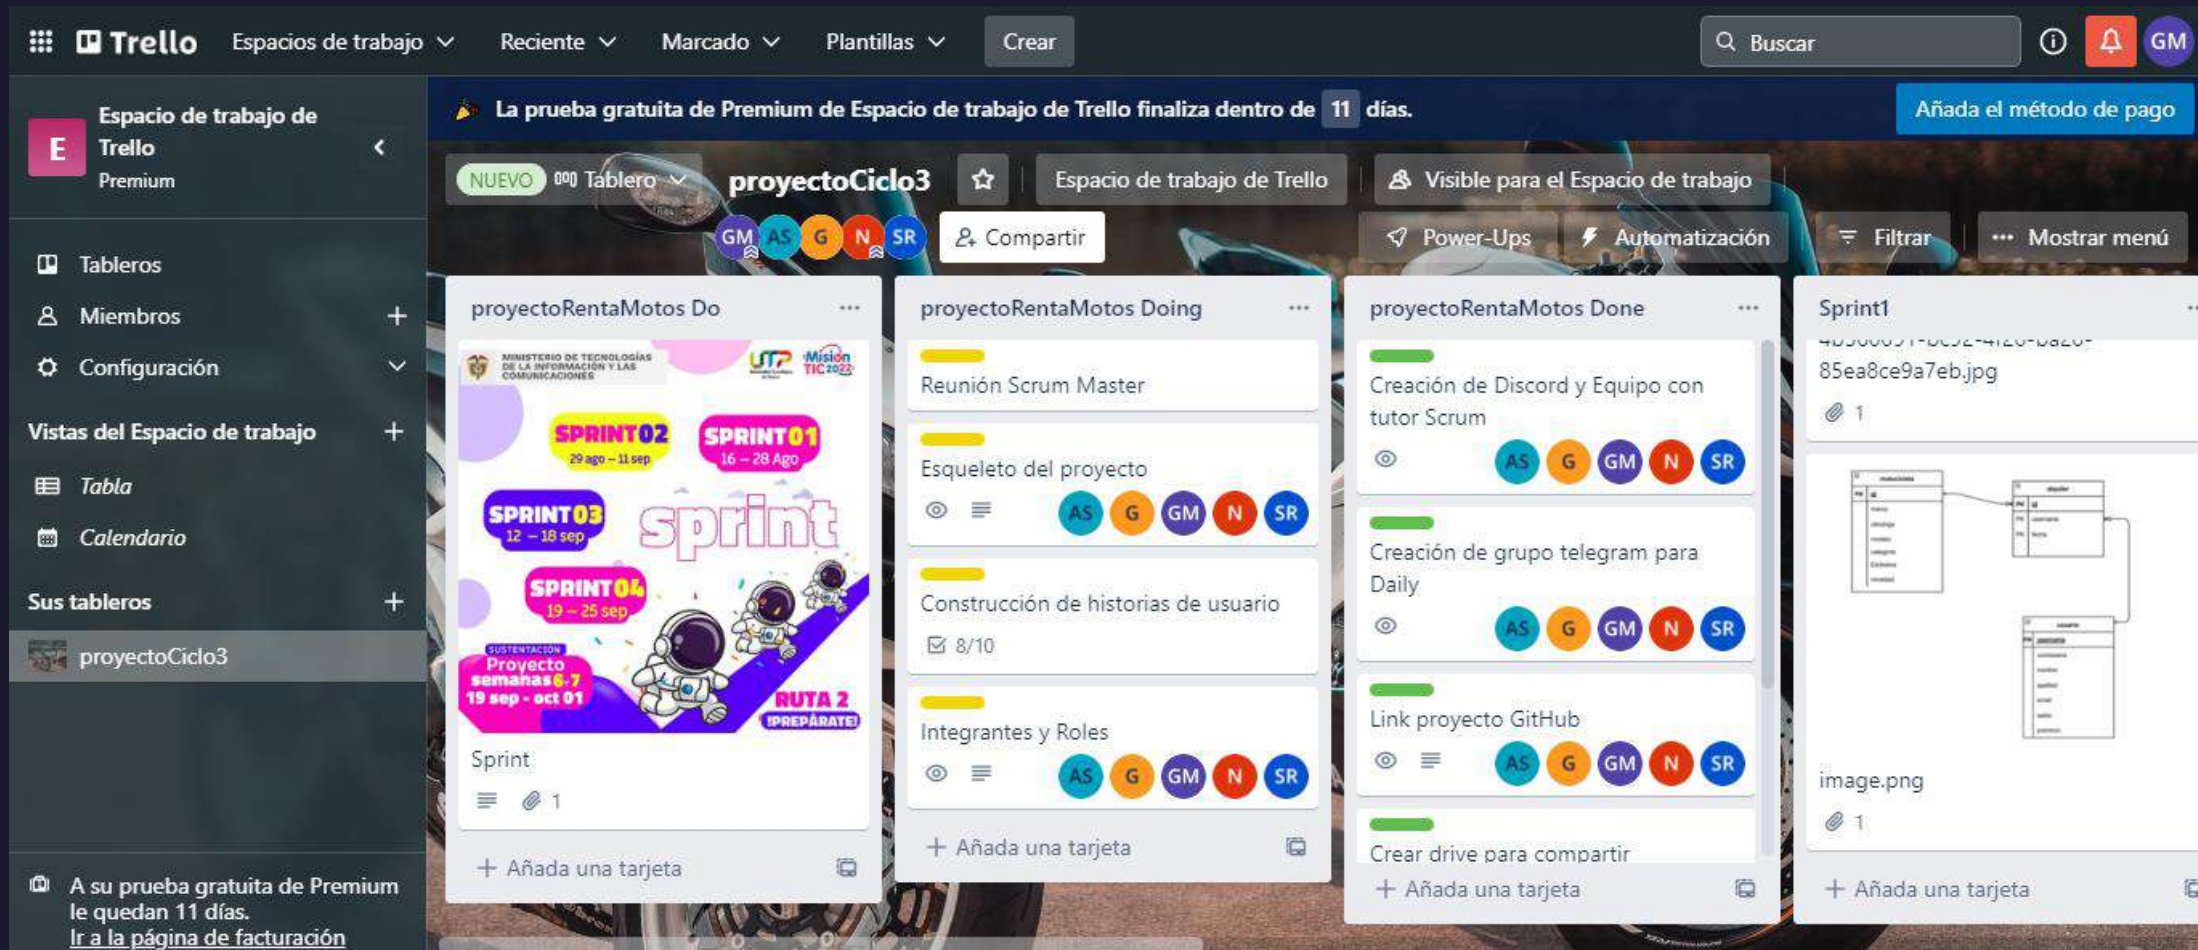 Trello
Espacios de trabajo
Reciente
Marcado
Plantillas
Crear
Buscar
GM
E
Espacio de trabajo de
Trello
Premium
La prueba gratuita de Premium de Espacio de trabajo de Trello finaliza dentro de 11 días.
Añada el método de pago
NUEVO
Tablero
proyectoCiclo3
Espacio de trabajo de Trello
Visible para el Espacio de trabajo
GM AS G N SR
Compartir
Power-Ups
Automatización
Filtrar
Mostrar menú
Tableros
Miembros
Configuración
Vistas del Espacio de trabajo
Tabla
Calendario
Sus tableros
proyectoCiclo3
A su prueba gratuita de Premium
le quedan 11 días.
Ir a la página de facturación
proyectoRentaMotos Do
MINISTERIO DE TECNOLOGÍAS
DE LA INFORMACIÓN Y LAS
COMUNICACIONES
UTP
Misión
TIC2022
SPRINT02
29 ago – 11 sep
SPRINT01
16 – 28 Ago
SPRINT03
12 – 18 sep
sprint
SPRINT04
19 – 25 sep
SUSTENTACIÓN
Proyecto
semanas 6-7
19 sep - oct 01
RUTA 2
!PREPÁRATE!
Sprint
1
Añada una tarjeta
proyectoRentaMotos Doing
Reunión Scrum Master
Esqueleto del proyecto
AS G GM N SR
Construcción de historias de usuario
8/10
Integrantes y Roles
AS G GM N SR
Añada una tarjeta
proyectoRentaMotos Done
Creación de Discord y Equipo con
tutor Scrum
AS G GM N SR
Creación de grupo telegram para
Daily
AS G GM N SR
Link proyecto GitHub
AS G GM N SR
Crear drive para compartir
Añada una tarjeta
Sprint1
85ea8ce9a7eb.jpg
1
image.png
1
Añada una tarjeta